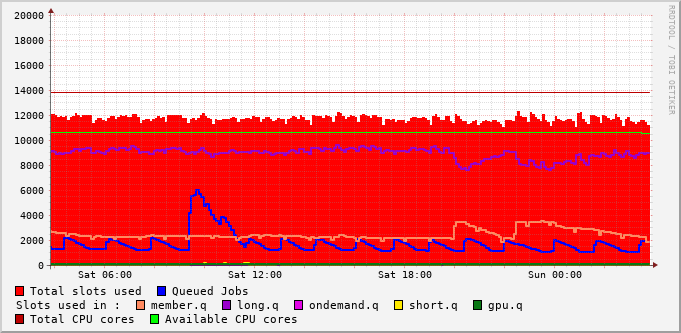 20000
18000
16000
14000
12000
10000
8000
6000
4000
2000
0
Sat 06:00 Sat 12:00 Sat 18:00 Sun 00:00
RRDTOOL / TOBI OETIKER
Total slots used Queued Jobs
Slots used in : member.q long.q ondemand.q short.q gpu.q
Total CPU cores Available CPU cores